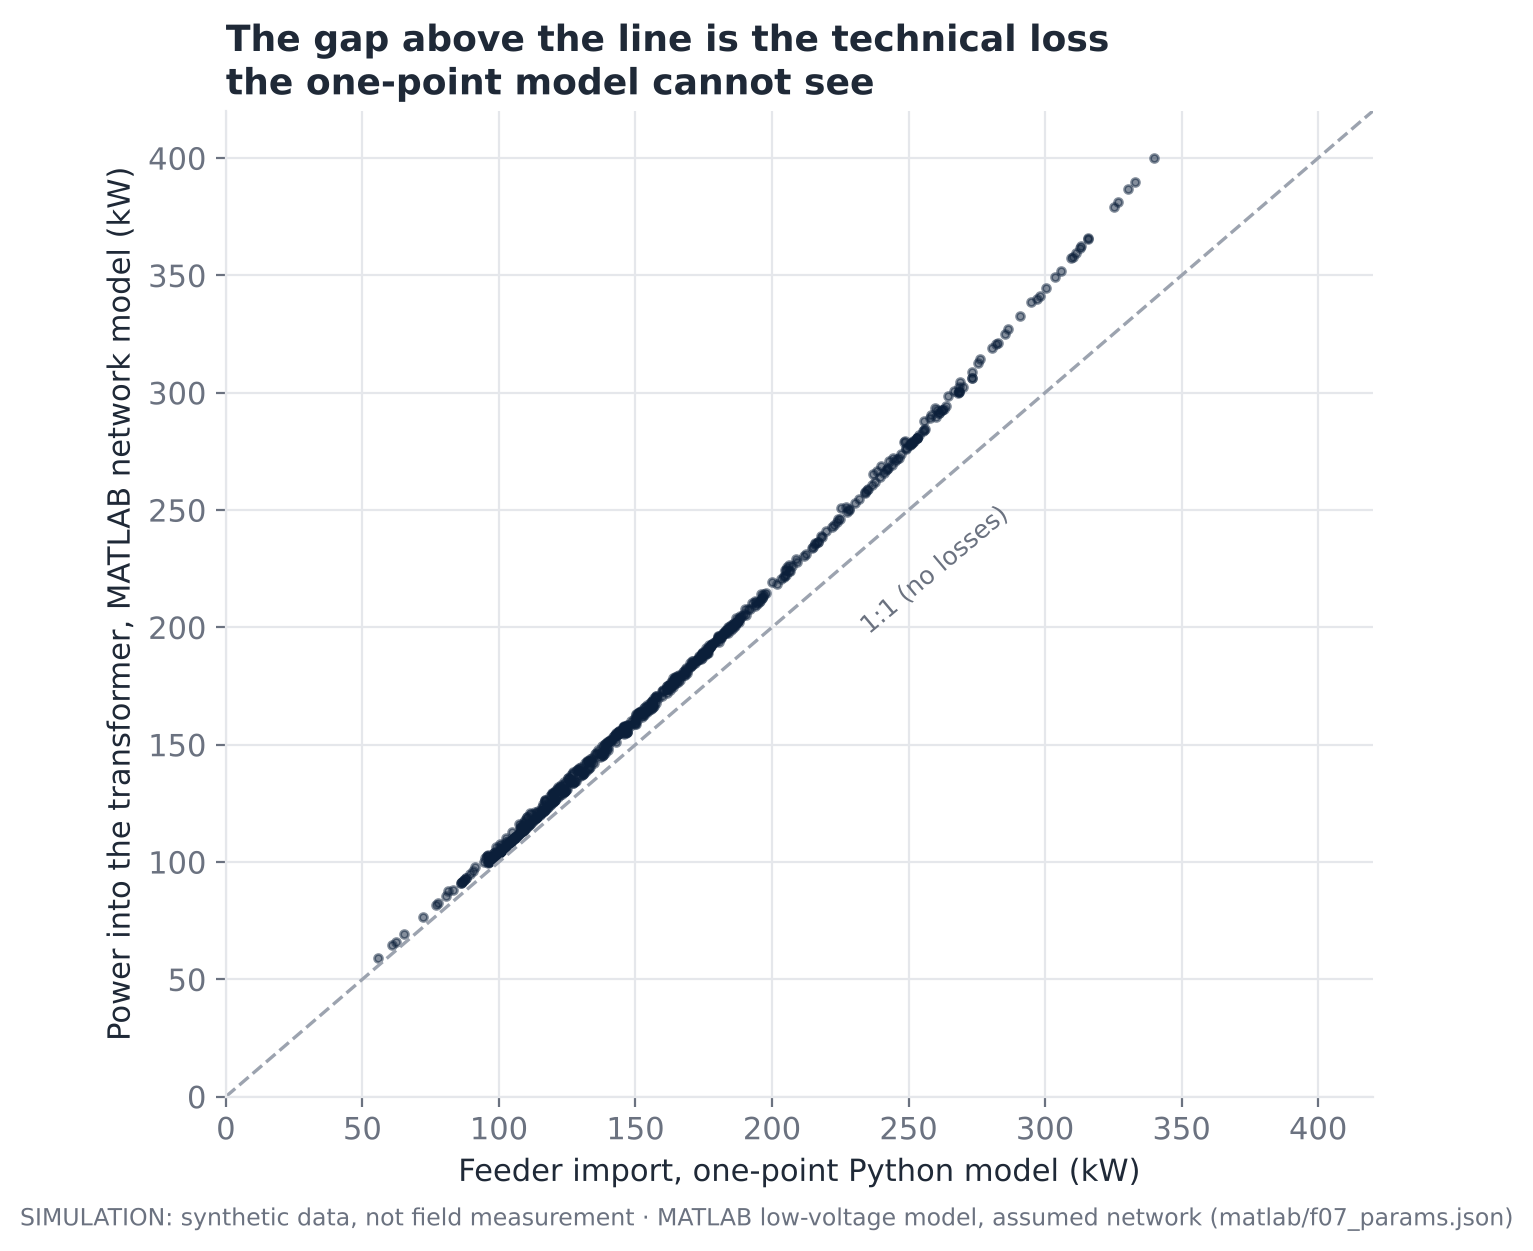 The gap above the line is the technical loss
the one-point model cannot see
Power into the transformer, MATLAB network model (kW)
400
350
300
250
200
150
100
50
0
1:1 (no losses)
0 50 100 150 200 250 300 350 400
Feeder import, one-point Python model (kW)
SIMULATION: synthetic data, not field measurement · MATLAB low-voltage model, assumed network (matlab/f07_params.json)